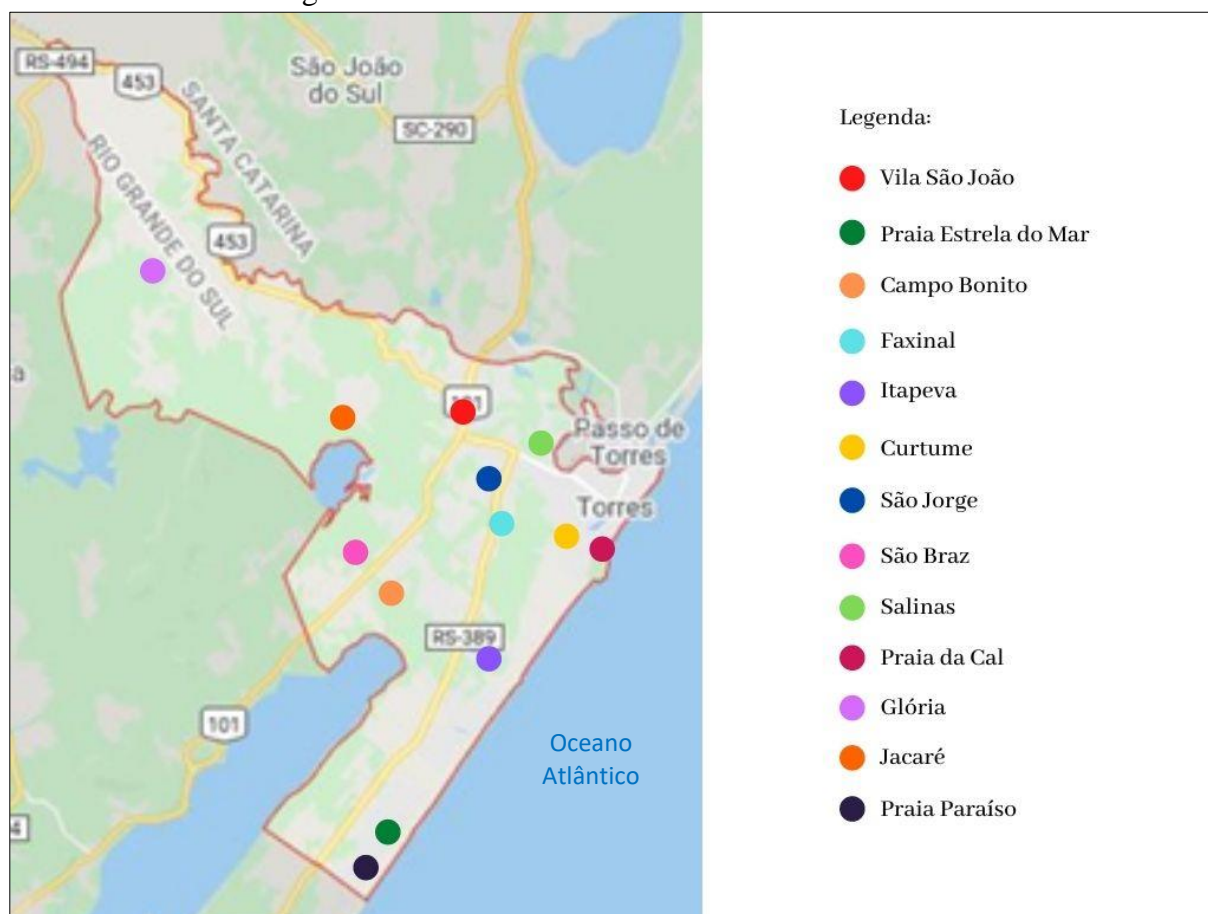 RS-494
453
São João
do Sul
SANTA CATARINA
SC-290
RIO GRANDE DO SUL
453
a
Passo de
Torres
Torres
RS-389
101
Oceano
Atlântico
4
Legenda:
Vila São João
Praia Estrela do Mar
Campo Bonito
Faxinal
Itapeva
Curtume
São Jorge
São Braz
Salinas
Praia da Cal
Glória
Jacaré
Praia Paraíso